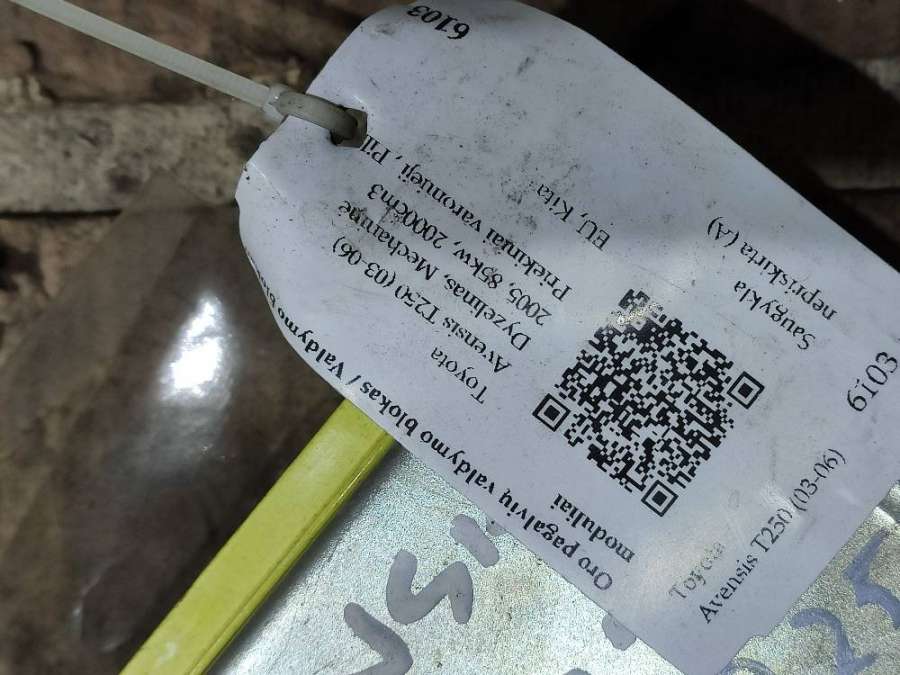 6103
Oro pagalvių valdymo blokas / Valdymo
moduliai
Toyota
Avensis T250 (03-06)
Dyzelinas, Mechaninė
2005, 85kw, 2000cm3
Priekiniai varomieji, Pil
EU, Kita
Saugykla
nepriskirta (A)
6103
Toyota
Avensis T250 (03-06)